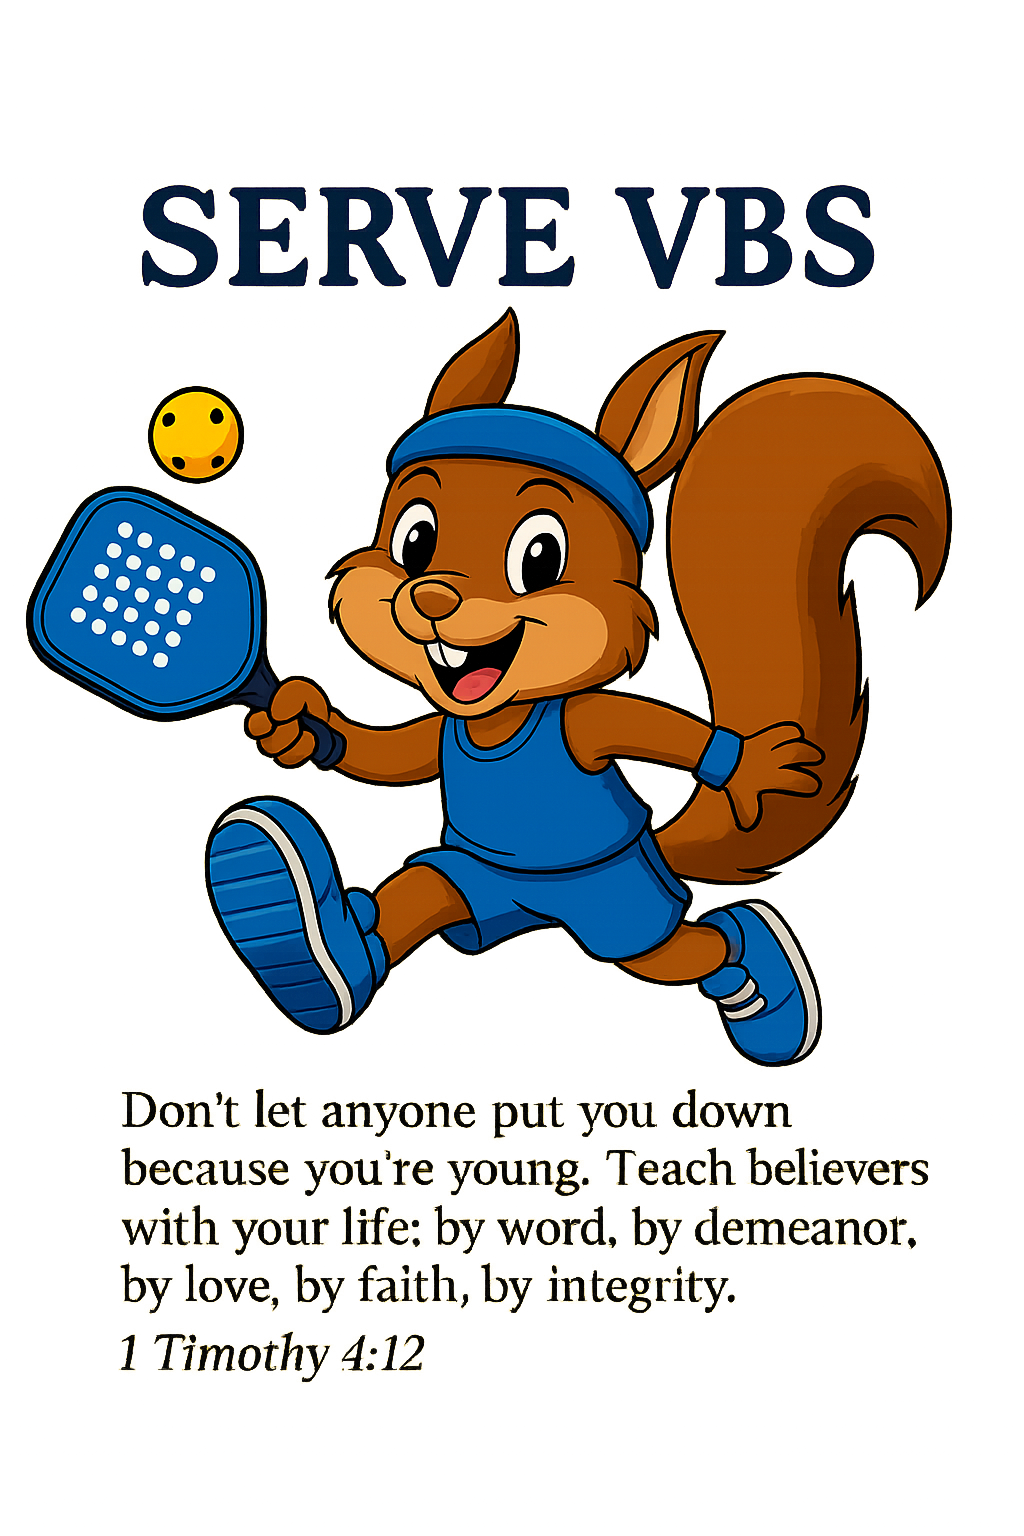 SERVE VBS
Don't let anyone put you down
because you're young. Teach believers
with your life: by word, by demeanor,
by love, by faith, by integrity.
1 Timothy 4:12